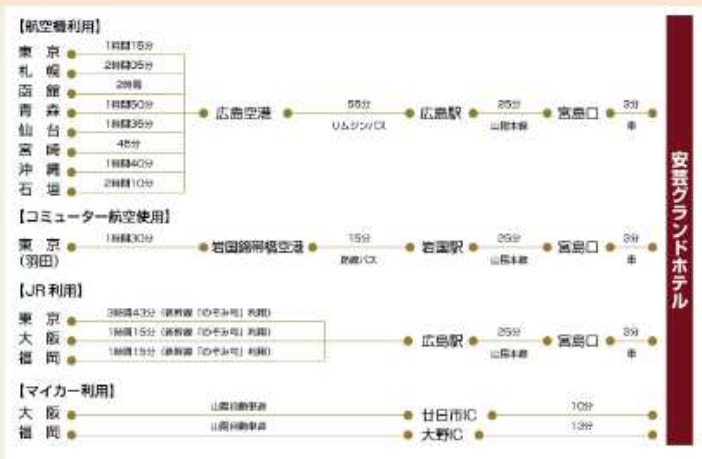 【航空機利用】
東京 1時間15分
札幌 2時間05分
函館 2時間
青森 1時間50分
仙台 1時間35分
宮崎 45分
沖縄 1時間40分
石垣 2時間10分
広島空港 55分 リムジンバス 広島駅 25分 山陽本線 宮島口 3分 車
【コミューター航空使用】
東京 1時間30分 岩国錦帯橋空港 15分 路線バス 岩国駅 25分 山陽本線 宮島口 3分 車
(羽田)
【JR利用】
東京 3時間43分(新幹線「のぞみ号」利用)
大阪 1時間15分(新幹線「のぞみ号」利用)
福岡 1時間15分(新幹線「のぞみ号」利用)
広島駅 25分 山陽本線 宮島口 3分 車
【マイカー利用】
大阪 山陽自動車道 廿日市IC 10分
福岡 山陽自動車道 大野IC 13分
安芸グランドホテル